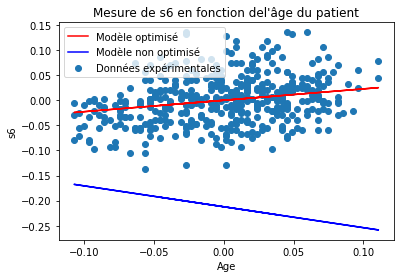 Mesure de s6 en fonction del'âge du patient
Modèle optimisé
Modèle non optimisé
Données expérimentales
0.15
0.10
0.05
0.00
-0.05
-0.10
-0.15
-0.20
-0.25
s6
-0.10
-0.05
0.00
0.05
0.10
Age